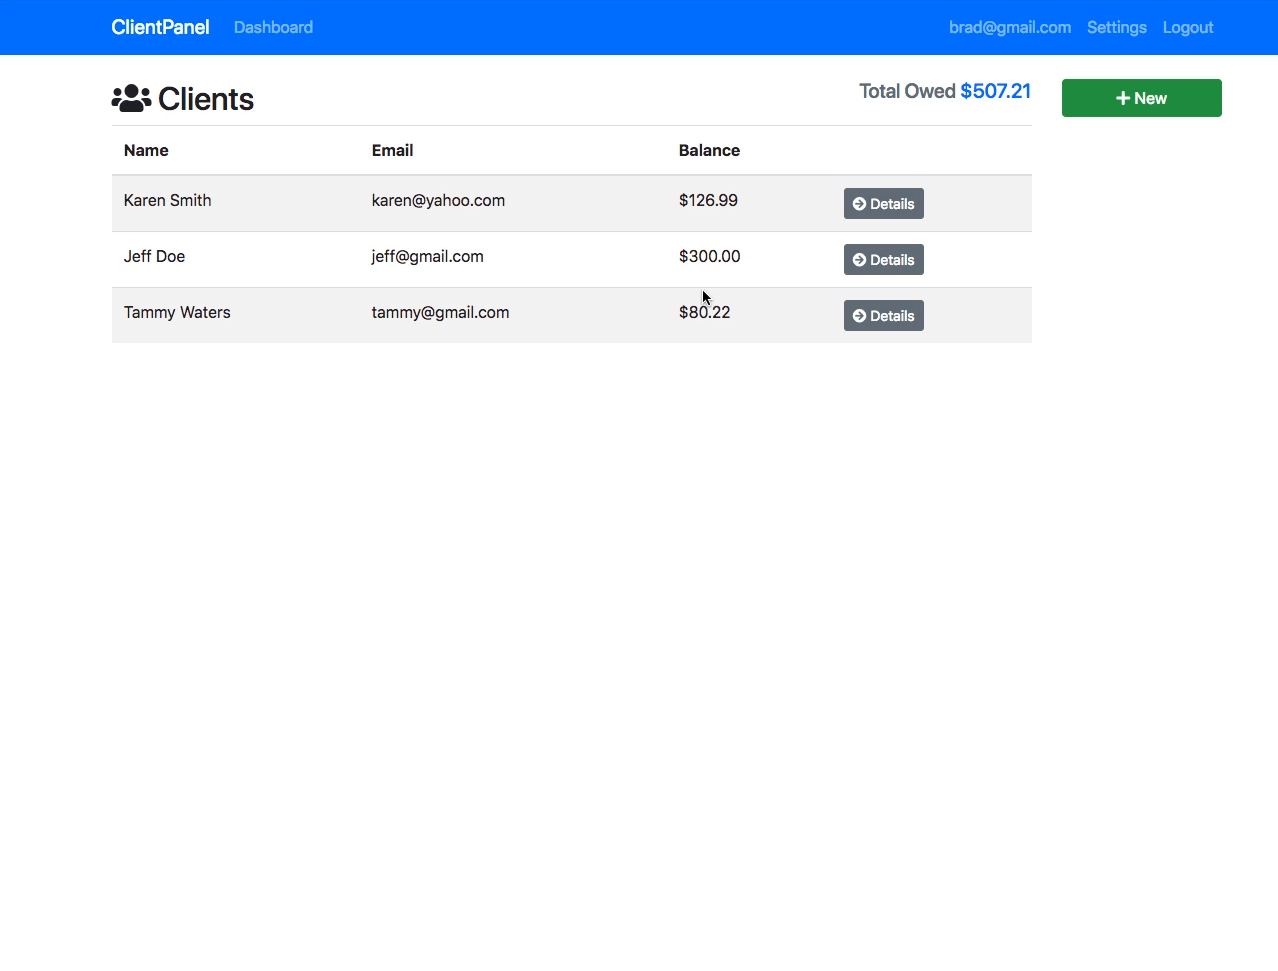 ClientPanel Dashboard brad@gmail.com Settings Logout
Clients Total Owed $507.21 New
Name Email Balance
Karen Smith karen@yahoo.com $126.99 Details
Jeff Doe jeff@gmail.com $300.00 Details
Tammy Waters tammy@gmail.com $80.22 Details